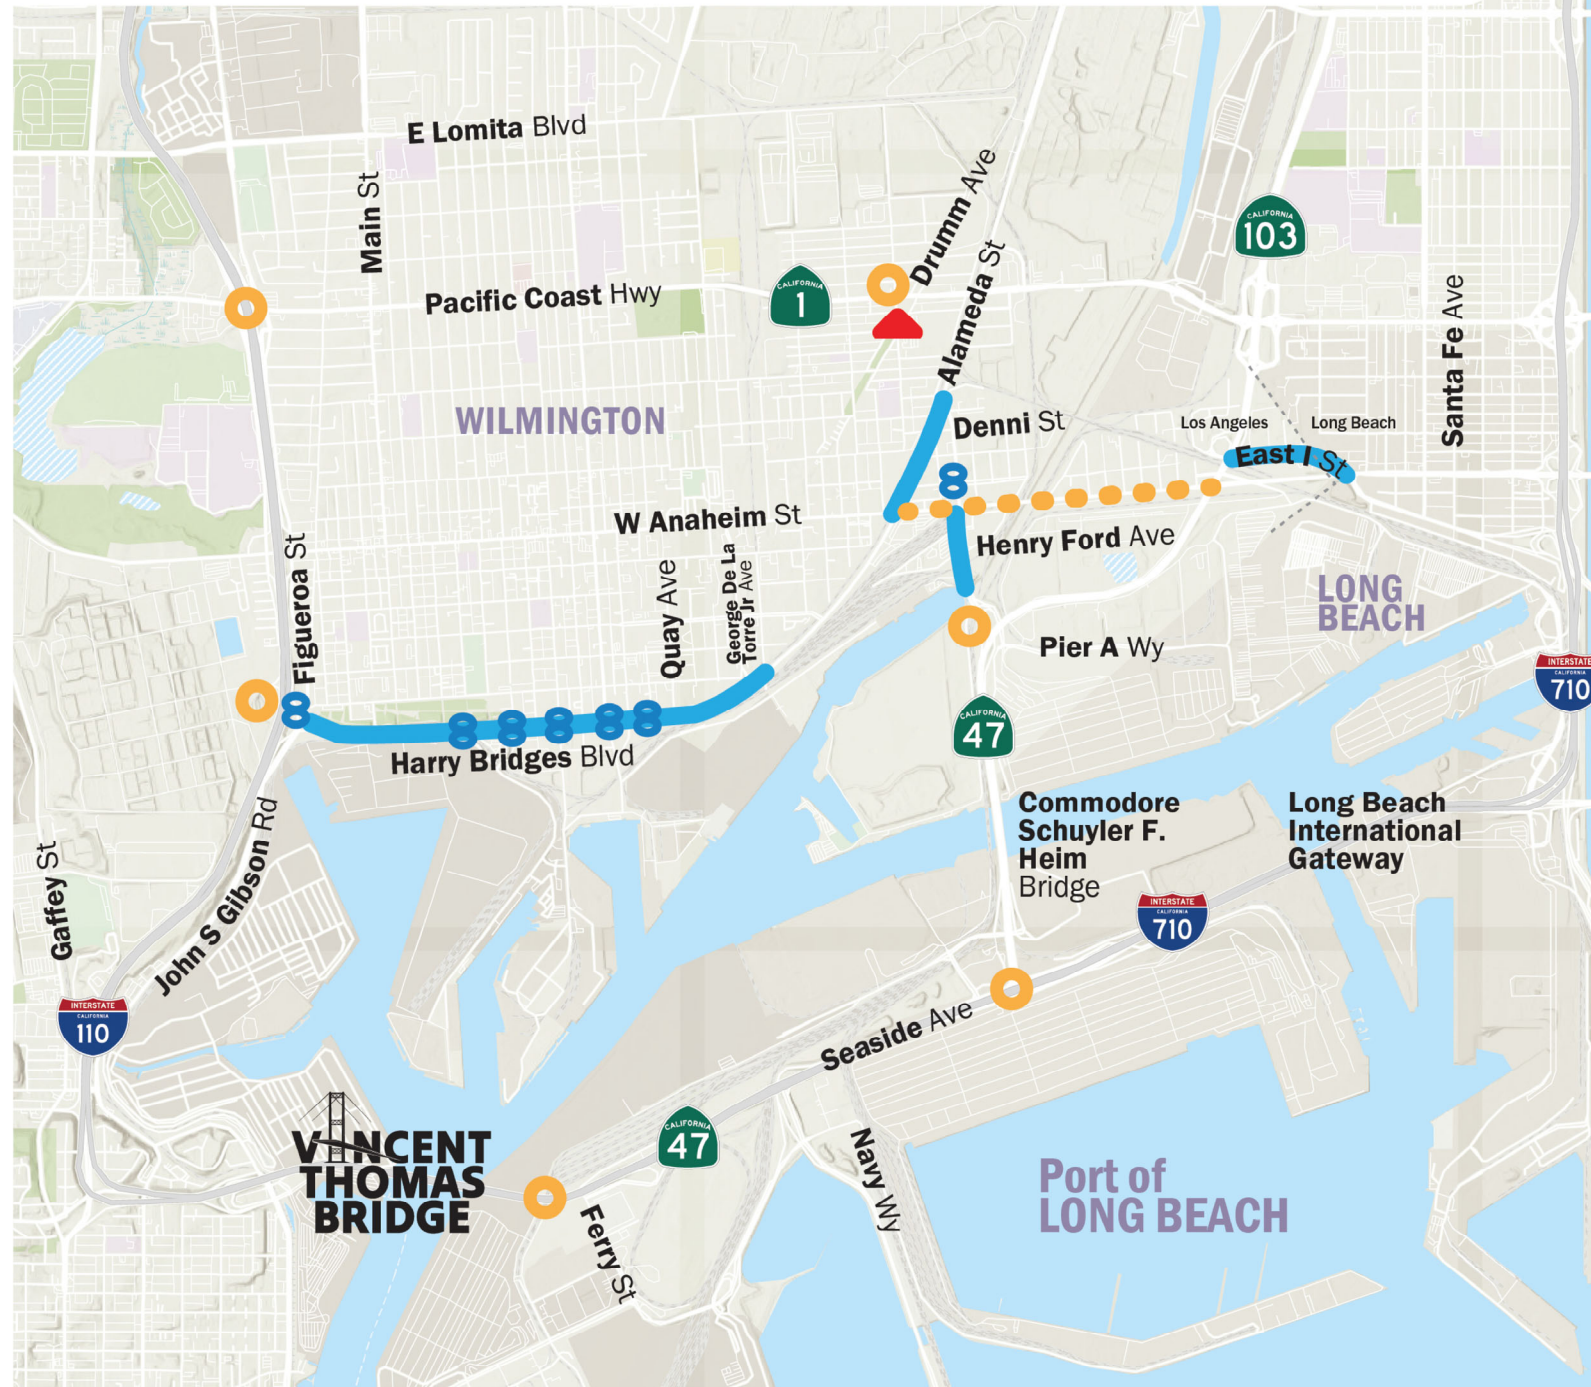 E Lomita Blvd
Main St
Drumm Ave
CALIFORNIA
103
Pacific Coast Hwy
CALIFORNIA
1
Alameda St
Santa Fe Ave
WILMINGTON
Denni St
Los Angeles
Long Beach
East I St
W Anaheim St
Henry Ford Ave
Figueroa St
Quay Ave
George De La
Torre Jr Ave
LONG
BEACH
Pier A Wy
INTERSTATE
CALIFORNIA
710
CALIFORNIA
47
Harry Bridges Blvd
John S Gibson Rd
Gaffey St
Commodore
Schuyler F.
Heim
Bridge
Long Beach
International
Gateway
INTERSTATE
CALIFORNIA
710
INTERSTATE
CALIFORNIA
110
Seaside Ave
VINCENT
THOMAS
BRIDGE
CALIFORNIA
47
Navy Wy
Ferry St
Port of
LONG BEACH